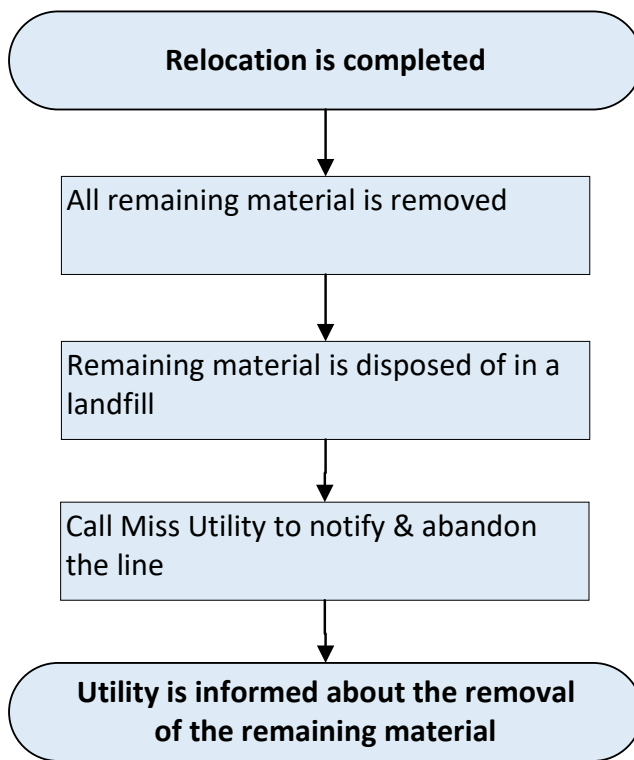 Relocation is completed
All remaining material is removed
Remaining material is disposed of in a
landfill
Call Miss Utility to notify & abandon
the line
Utility is informed about the removal
of the remaining material